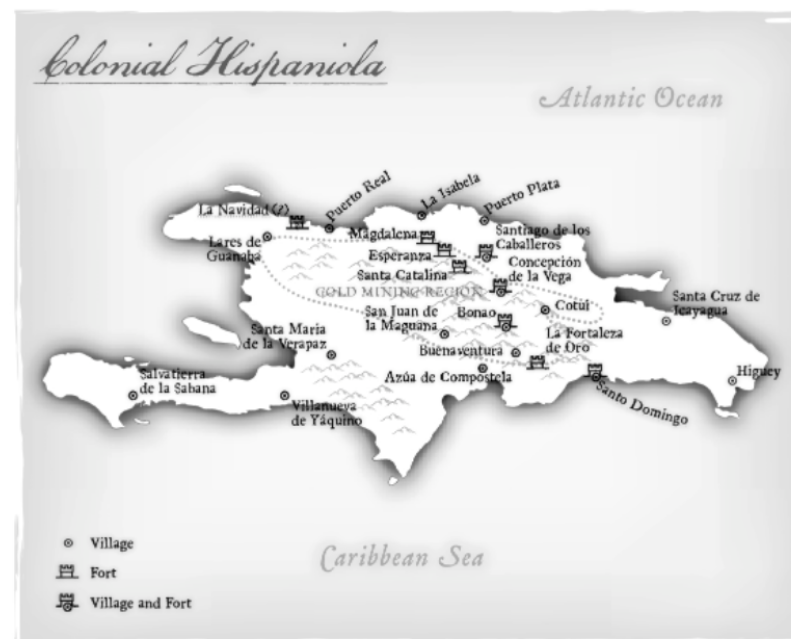 Colonial Hispaniola
Atlantic Ocean
La Navidad (?)
Puerto Real
La Isabela
Puerto Plata
Lares de
Guanaba
Magdalena
Santiago de los
Caballeros
Esperanza
Concepción
de la Vega
Santa Catalina
GOLD MINING REGION
Cotuí
Santa Cruz de
Icayagua
San Juan de
la Maguana
Bonao
Santa Maria
de la Verapaz
La Fortaleza
de Oro
Buenaventura
Salvatierra
de la Sabana
Azúa de Compostela
Higuey
Villanueva
de Yáquino
Santo Domingo
Caribbean Sea
Village
Fort
Village and Fort